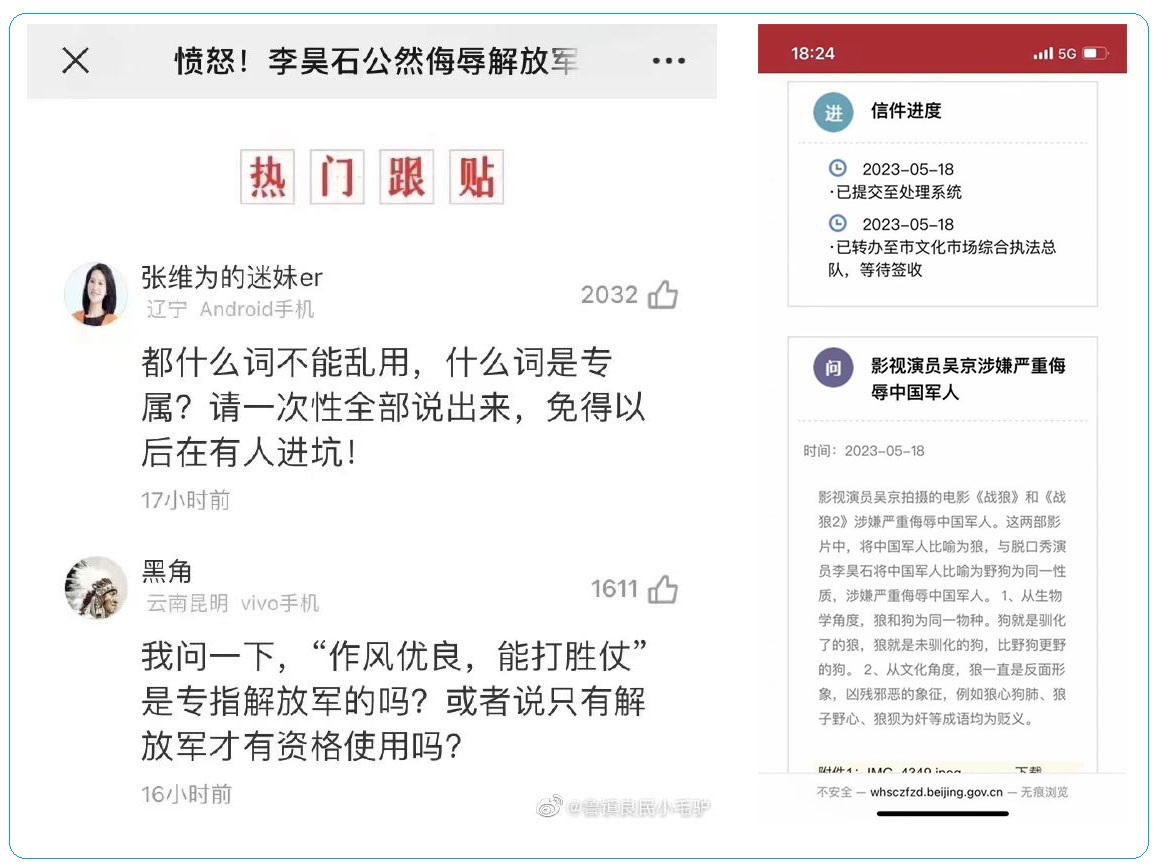 愤怒！李昊石公然侮辱解放军
热门跟贴
张维为的迷妹er
辽宁 Android手机
2032
都什么词不能乱用，什么词是专
属？请一次性全部说出来，免得以
后在有人进坑！
17小时前
黑角
云南昆明 vivo手机
1611
我问一下，“作风优良，能打胜仗”
是专指解放军的吗？或者说只有解
放军才有资格使用吗？
16小时前
@鲁镇良民小毛驴
18:24
5G
进 信件进度
2023-05-18
·已提交至处理系统
2023-05-18
·已转办至市文化市场综合执法总
队，等待签收
问 影视演员吴京涉嫌严重侮
辱中国军人
时间：2023-05-18
影视演员吴京拍摄的电影《战狼》和《战
狼2》涉嫌严重侮辱中国军人。这两部影
片中，将中国军人比喻为狼，与脱口秀演
员李昊石将中国军人比喻为野狗为同一性
质，涉嫌严重侮辱中国军人。 1、从生物
学角度，狼和狗为同一物种。狗就是驯化
了的狼，狼就是未驯化的狗，比野狗更野
的狗。 2、从文化角度，狼一直是反面形
象，凶残邪恶的象征，例如狼心狗肺、狼
子野心、狼狈为奸等成语均为贬义。
附件1：IMG_4349.jpeg 下载
不安全 — whsczfzd.beijing.gov.cn — 无痕浏览